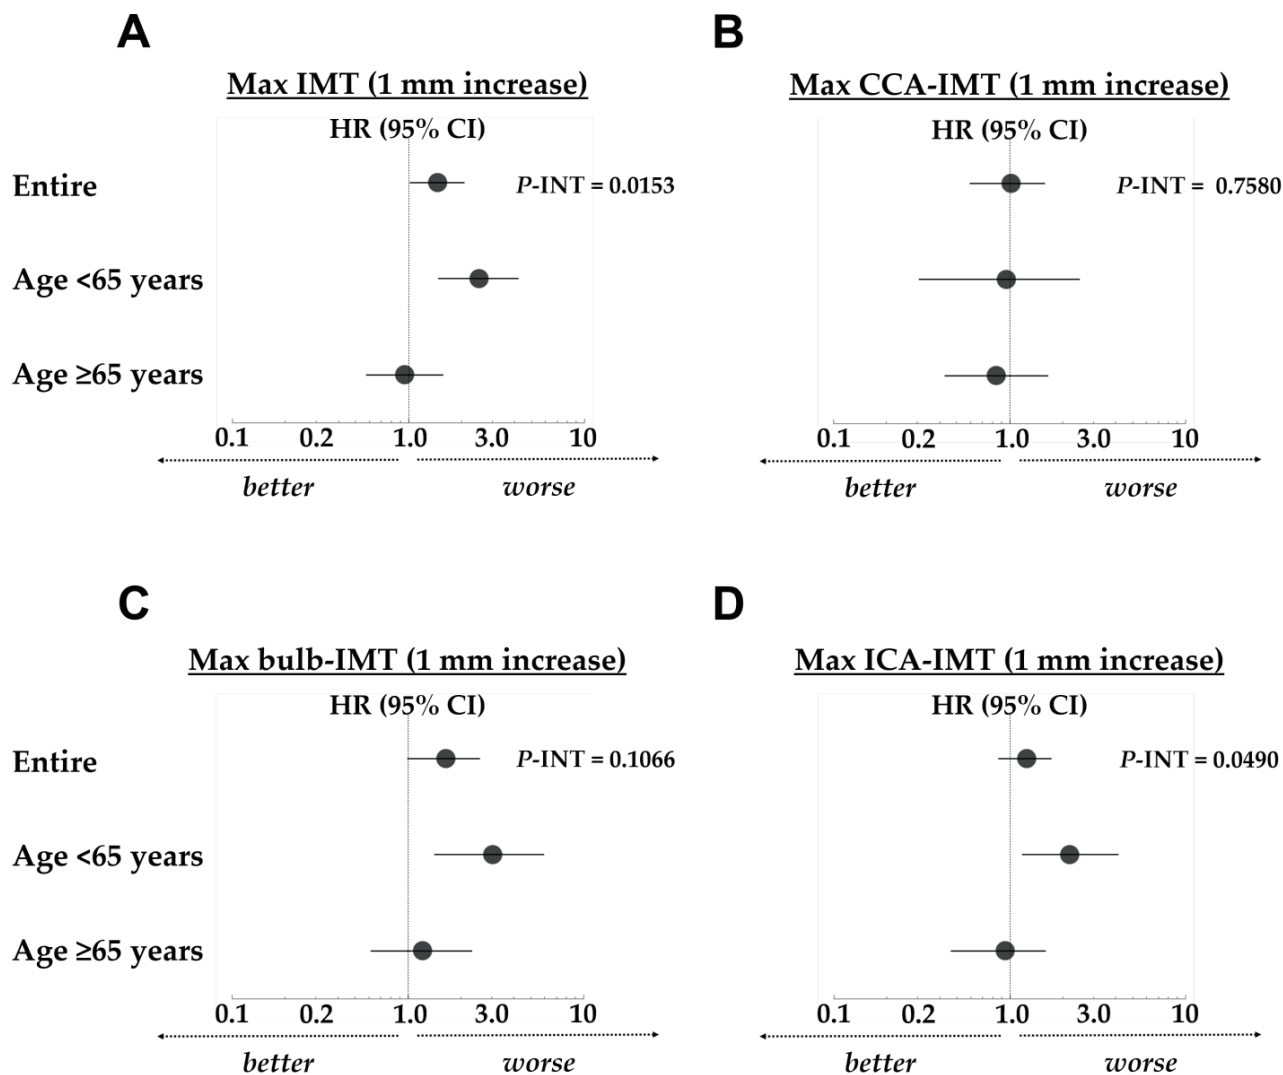 A
Max IMT (1 mm increase)
HR (95% CI)
Entire
P-INT = 0.0153
Age <65 years
Age ≥65 years
0.1 0.2 1.0 3.0 10
better worse
B
Max CCA-IMT (1 mm increase)
HR (95% CI)
P-INT = 0.7580
0.1 0.2 1.0 3.0 10
better worse
C
Max bulb-IMT (1 mm increase)
HR (95% CI)
Entire
P-INT = 0.1066
Age <65 years
Age ≥65 years
0.1 0.2 1.0 3.0 10
better worse
D
Max ICA-IMT (1 mm increase)
HR (95% CI)
P-INT = 0.0490
0.1 0.2 1.0 3.0 10
better worse